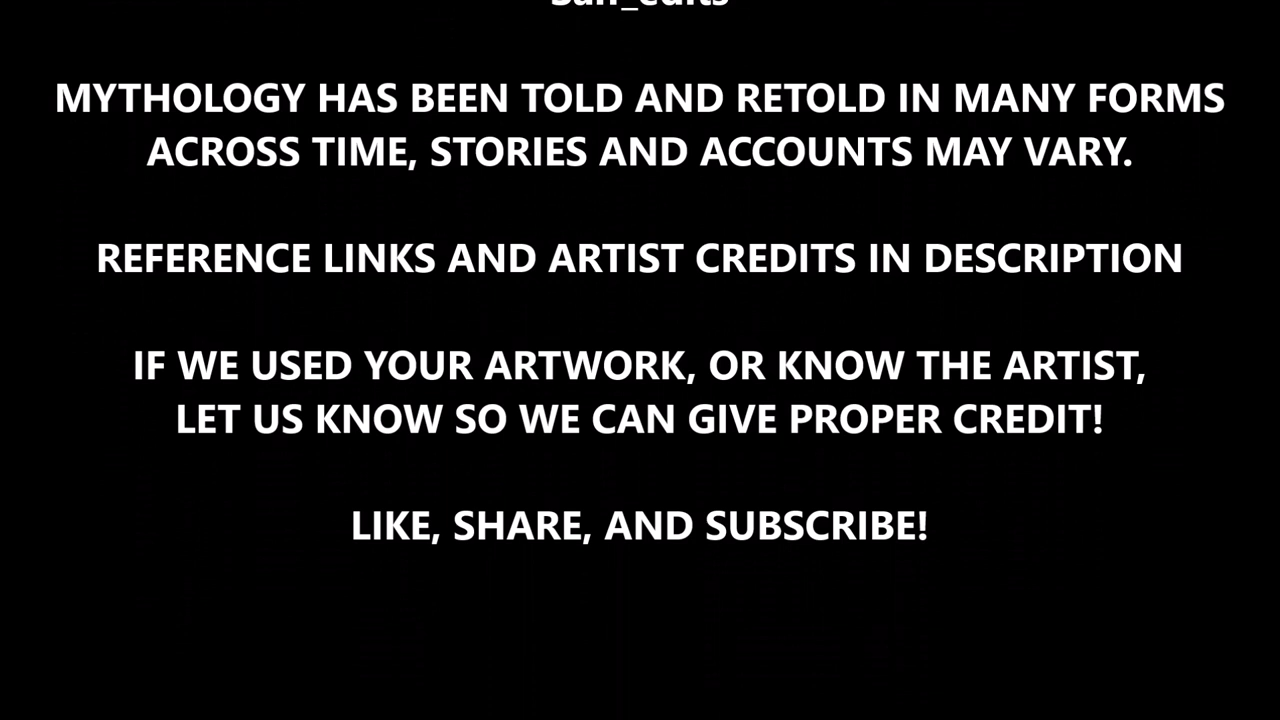 MYTHOLOGY HAS BEEN TOLD AND RETOLD IN MANY FORMS
ACROSS TIME, STORIES AND ACCOUNTS MAY VARY.
REFERENCE LINKS AND ARTIST CREDITS IN DESCRIPTION
IF WE USED YOUR ARTWORK, OR KNOW THE ARTIST,
LET US KNOW SO WE CAN GIVE PROPER CREDIT!
LIKE, SHARE, AND SUBSCRIBE!